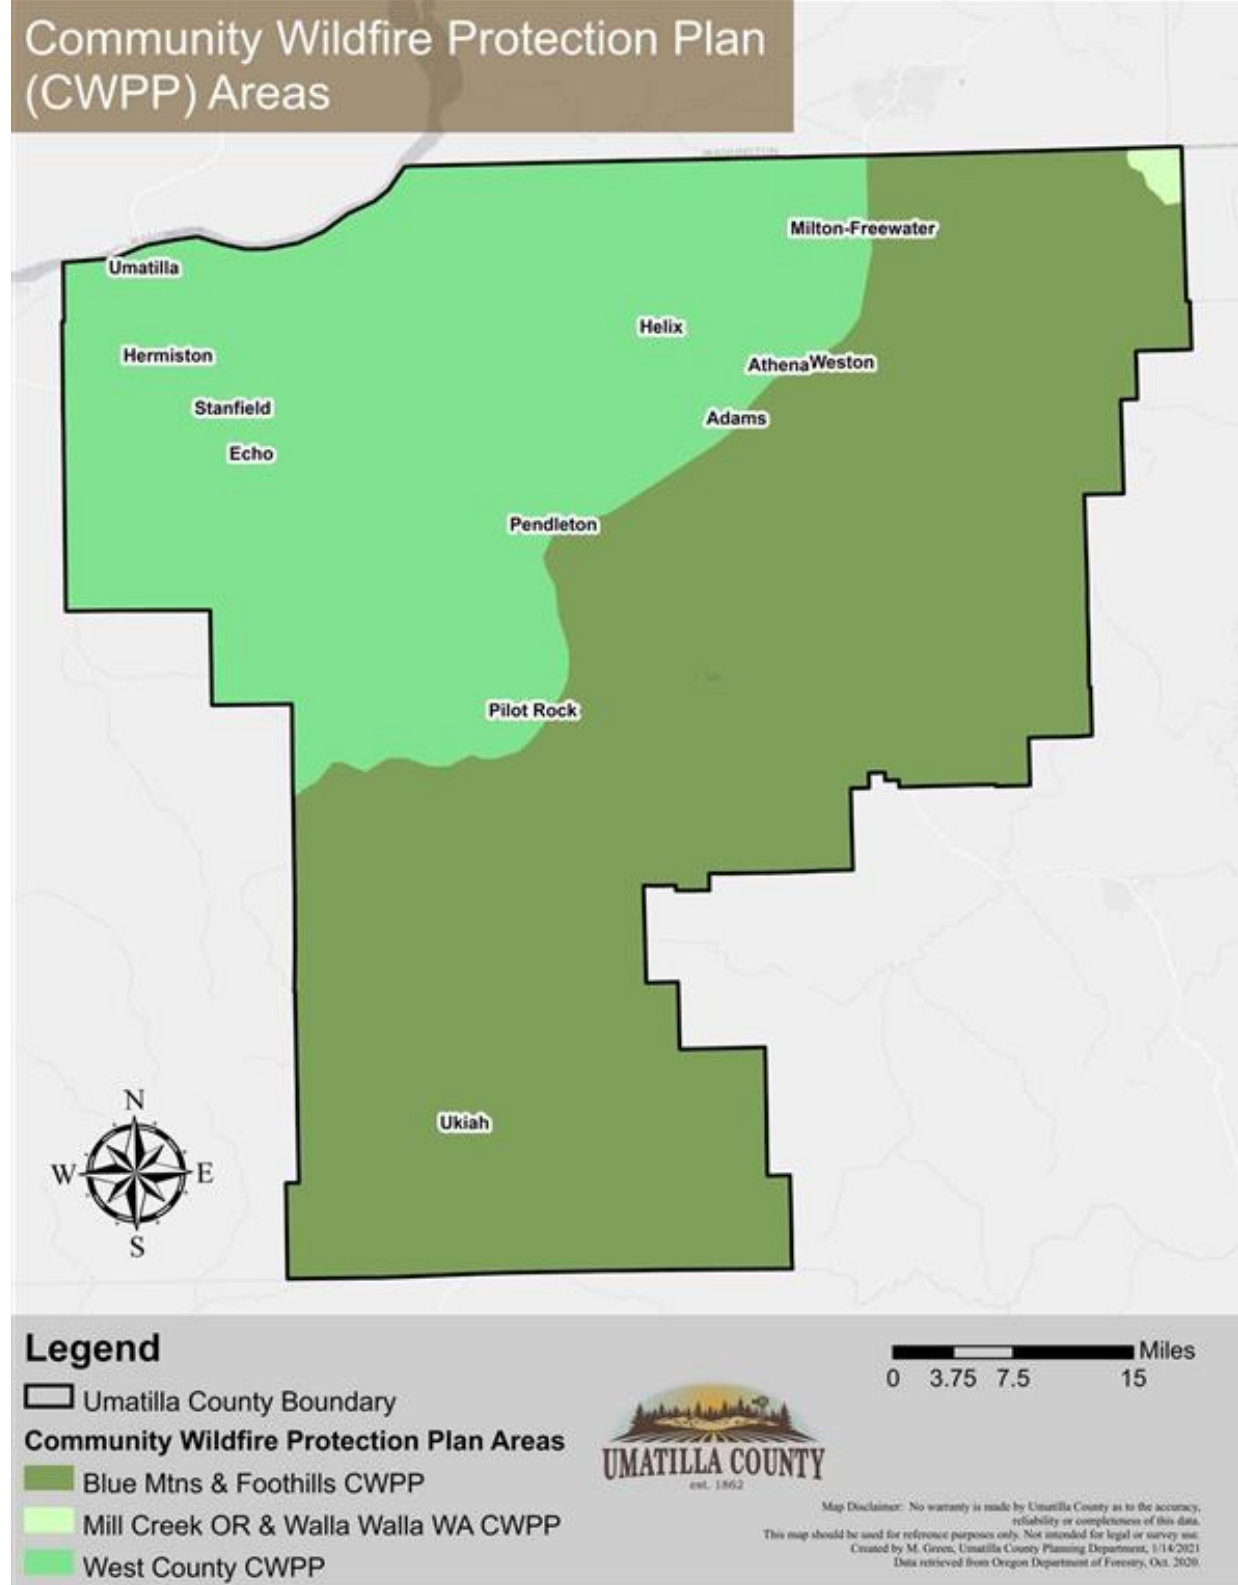 Community Wildfire Protection Plan
(CWPP) Areas
WASHINGTON
Milton-Freewater
Umatilla
Helix
Hermiston
AthenaWeston
Stanfield
Adams
Echo
Pendleton
Pilot Rock
Ukiah
N
W E
S
Legend
Umatilla County Boundary
Community Wildfire Protection Plan Areas
Blue Mtns & Foothills CWPP
Mill Creek OR & Walla Walla WA CWPP
West County CWPP
UMATILLA COUNTY
est. 1862
Miles
0 3.75 7.5 15
Map Disclaimer: No warranty is made by Umatilla County as to the accuracy,
reliability or completeness of this data.
This map should be used for reference purposes only. Not intended for legal or survey use.
Created by M. Green, Umatilla County Planning Department, 1/14/2021
Data retrieved from Oregon Department of Forestry, Oct. 2020.